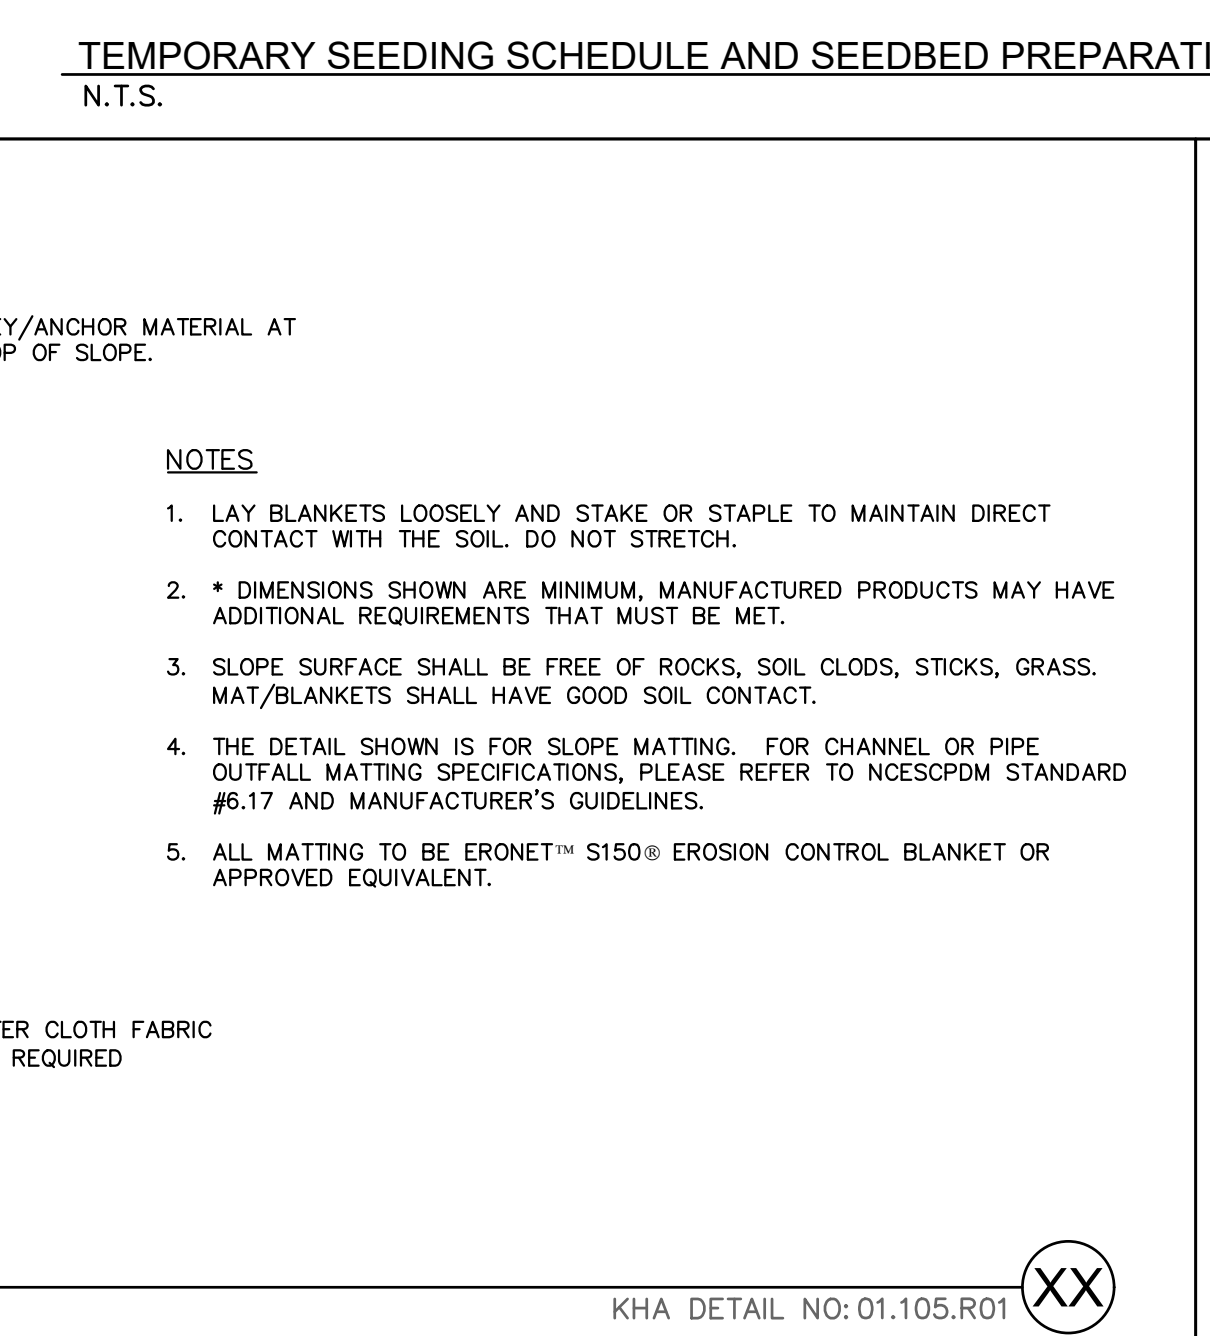 TEMPORARY SEEDING SCHEDULE AND SEEDBED
N.T.S.
MATERIAL AT
OF SLOPE.
NOTES
1. LAY BLANKETS LOOSELY AND STAKE OR STAPLE TO MAINTAIN DIRECT
CONTACT WITH THE SOIL. DO NOT STRETCH.
2. * DIMENSIONS SHOWN ARE MINIMUM, MANUFACTURED PRODUCTS MAY HAVE
ADDITIONAL REQUIREMENTS THAT MUST BE MET.
3. SLOPE SURFACE SHALL BE FREE OF ROCKS, SOIL CLODS, STICKS, GRASS.
MAT/BLANKETS SHALL HAVE GOOD SOIL CONTACT.
4. THE DETAIL SHOWN IS FOR SLOPE MATTING. FOR CHANNEL OR PIPE
OUTFALL MATTING SPECIFICATIONS, PLEASE REFER TO NCESCPDM STANDARD
#6.17 AND MANUFACTURER'S GUIDELINES.
5. ALL MATTING TO BE ERONET™ S150® EROSION CONTROL BLANKET OR
APPROVED EQUIVALENT.
CLOTH FABRIC
REQUIRED
XX
KHA DETAIL NO: 01.105.R01